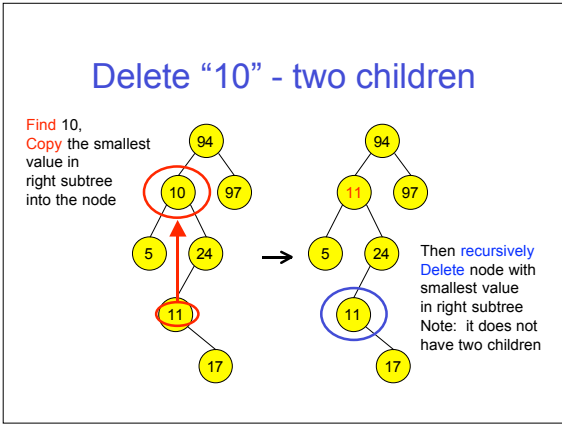 Delete “10” - two children
Find 10,
Copy the smallest
value in
right subtree
into the node
94
10
97
5
24
11
17
94
11
97
5
24
11
17
Then recursively
Delete node with
smallest value
in right subtree
Note: it does not
have two children